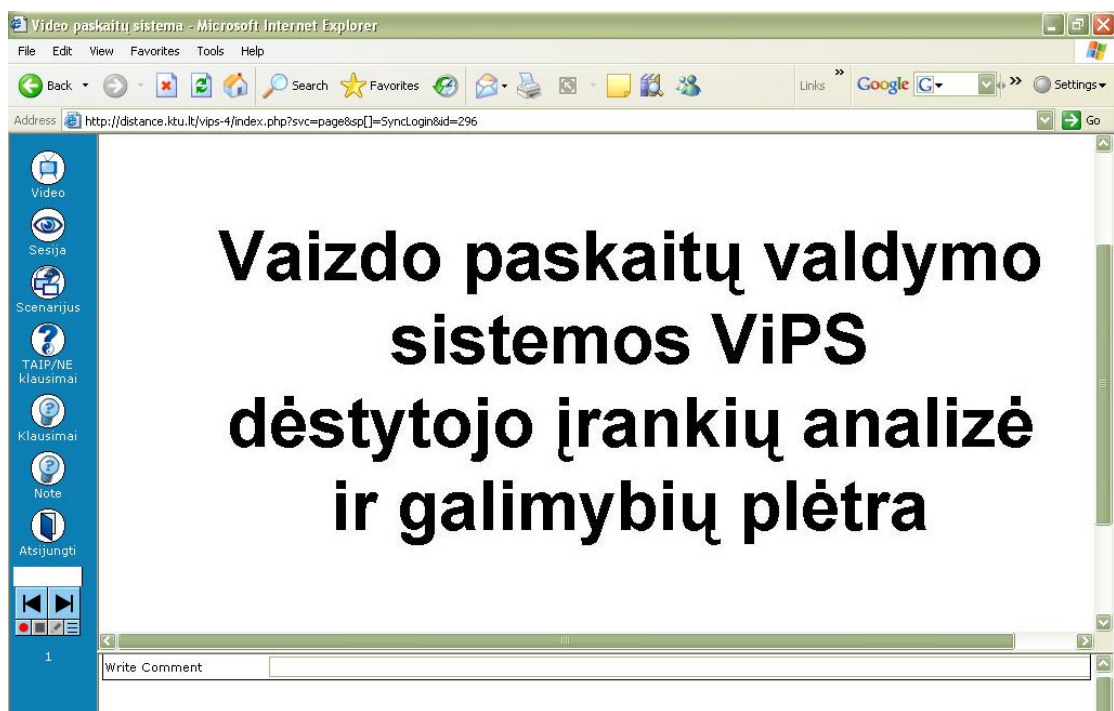 Video paskaitų sistema - Microsoft Internet Explorer
File Edit View Favorites Tools Help
Back Search Favorites Links » Google G » Settings
Address http://distance.ktu.lt/vips-4/index.php?svc=page&sp[]=SyncLogin&id=296 Go
Video
Sesija
Scenarijus
TAIP/NE
klausimai
Klausimai
Note
Atsijungti
1
Vaizdo paskaitų valdymo
sistemos ViPS
dėstytojo įrankių analizė
ir galimybių plėtra
Write Comment